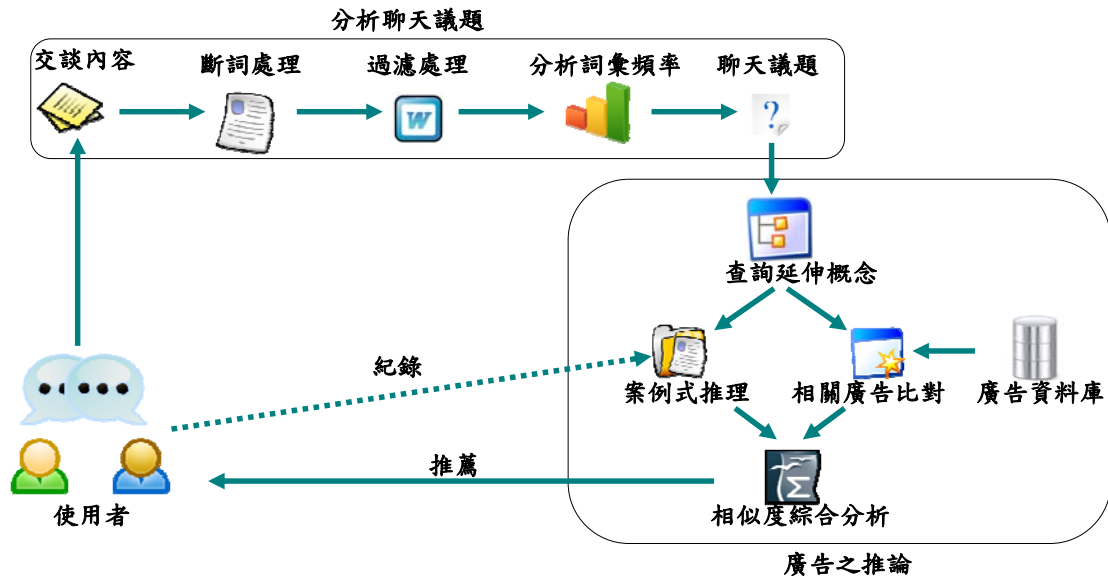 分析聊天議題
交談內容
斷詞處理
過濾處理
分析詞彙頻率
聊天議題
?
W
查詢延伸概念
紀錄
案例式推理
相關廣告比對
廣告資料庫
推薦
Σ
使用者
相似度綜合分析
廣告之推論